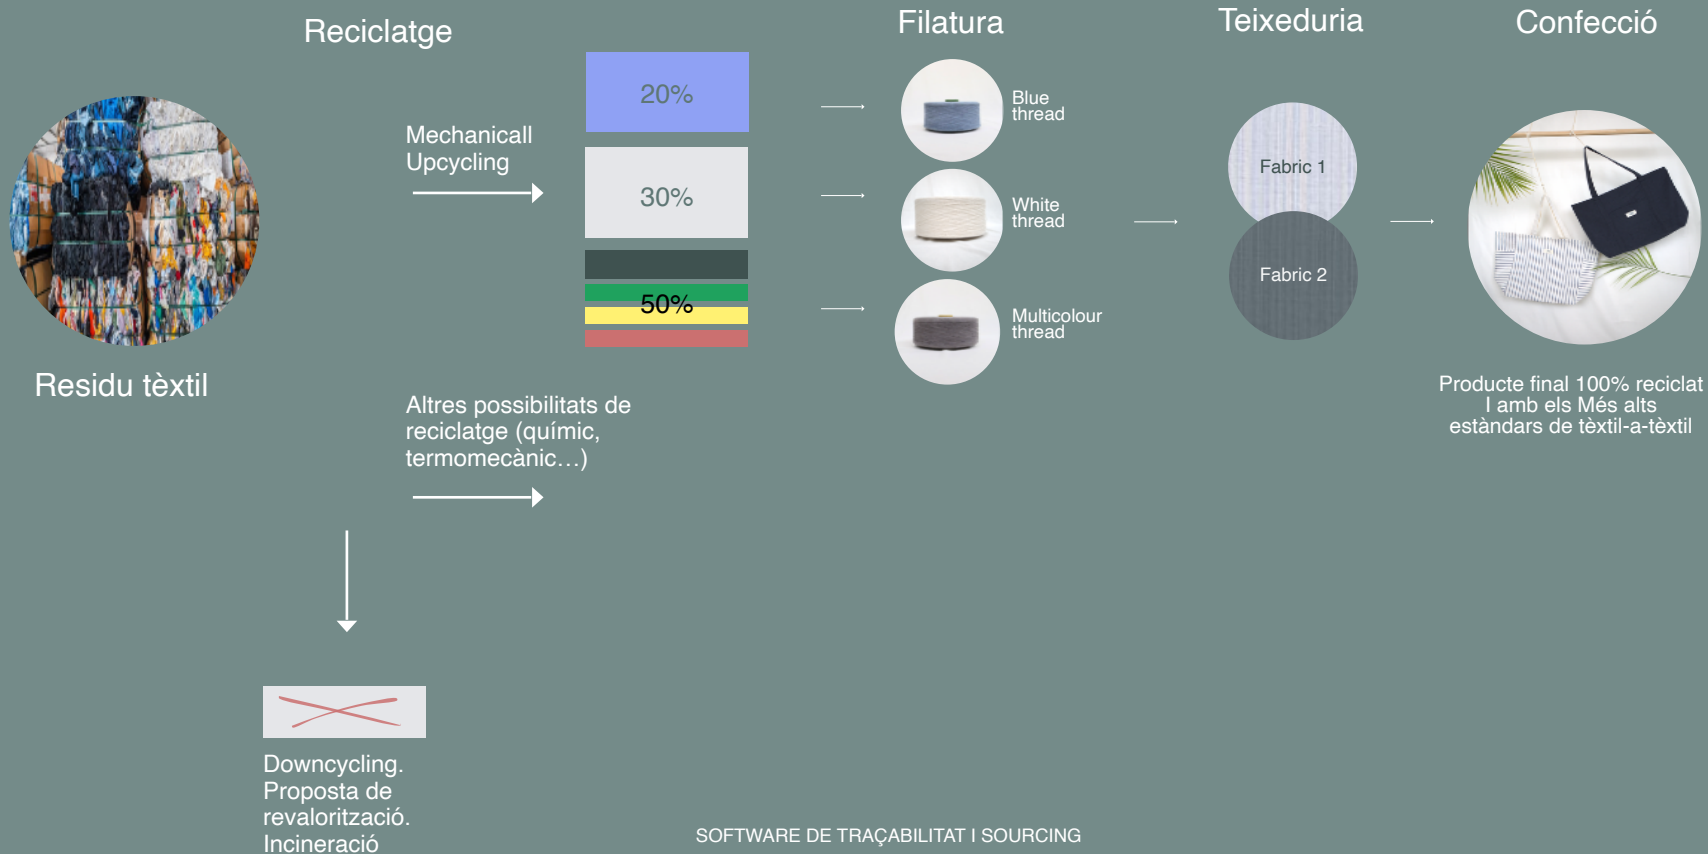 Reciclatge
Filatura
Teixeduria
Confecció
20%
Blue
thread
Mechanicall
Upcycling
30%
White
thread
Fabric 1
50%
Multicolour
thread
Fabric 2
Residu tèxtil
Producte final 100% reciclat
I amb els Més alts
estàndars de tèxtil-a-tèxtil
Altres possibilitats de
reciclatge (químic,
termomecànic…)
Downcycling.
Proposta de
revalorització.
Incineració
SOFTWARE DE TRAÇABILITAT I SOURCING